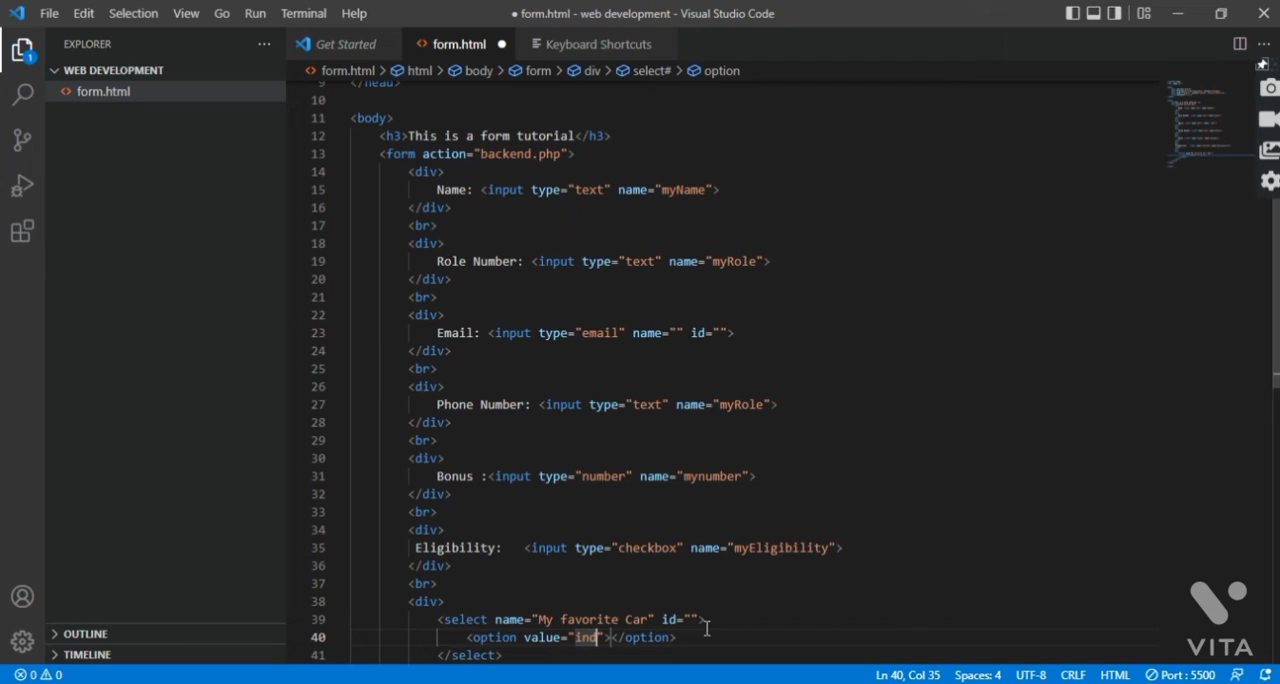 File Edit Selection View Go Run Terminal Help
● form.html - web development - Visual Studio Code
EXPLORER
Get Started
form.html
Keyboard Shortcuts
WEB DEVELOPMENT
form.html > html > body > form > div > select# > option
form.html
9 </head>
10
11 <body>
12 <h3>This is a form tutorial</h3>
13 <form action="backend.php">
14 <div>
15 Name: <input type="text" name="myName">
16 </div>
17 <br>
18 <div>
19 Role Number: <input type="text" name="myRole">
20 </div>
21 <br>
22 <div>
23 Email: <input type="email" name="" id="">
24 </div>
25 <br>
26 <div>
27 Phone Number: <input type="text" name="myRole">
28 </div>
29 <br>
30 <div>
31 Bonus :<input type="number" name="mynumber">
32 </div>
33 <br>
34 <div>
35 Eligibility: <input type="checkbox" name="myEligibility">
36 </div>
37 <br>
38 <div>
39 <select name="My favorite Car" id="">
40 <option value="ind"></option>
41 </select>
OUTLINE
TIMELINE
VITA
1
0 0
Ln 40, Col 35
Spaces: 4
UTF-8
CRLF
HTML
Port : 5500